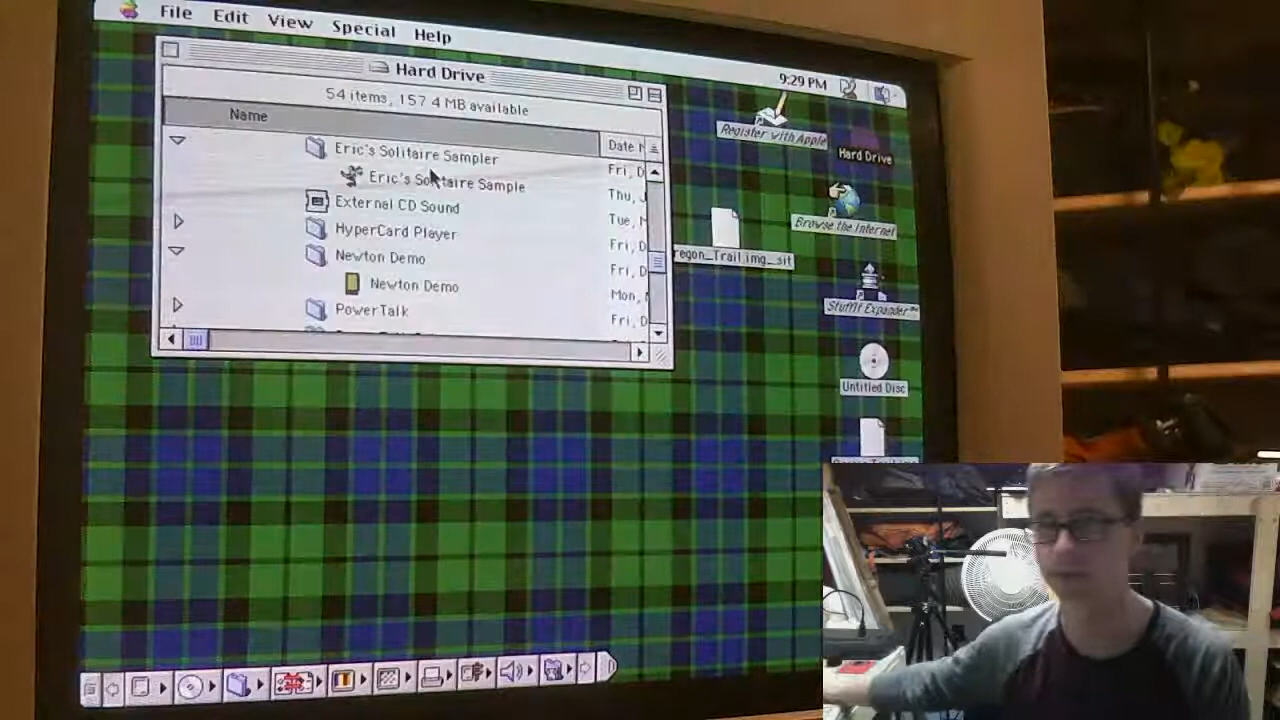 File Edit View Special Help
9:29 PM
Hard Drive
54 items, 157.4 MB available
Name
Date
Eric's Solitaire Sampler
Fri, D
Eric's Solitaire Sample
Thu, J
External CD Sound
Tue,
HyperCard Player
Fri, D
Newton Demo
Fri, D
Newton Demo
Mon,
PowerTalk
Fri, D
Register with Apple
Hard Drive
Browse the Internet
regon_Trail.img_.sit
StuffIt Expander™
Untitled Disc